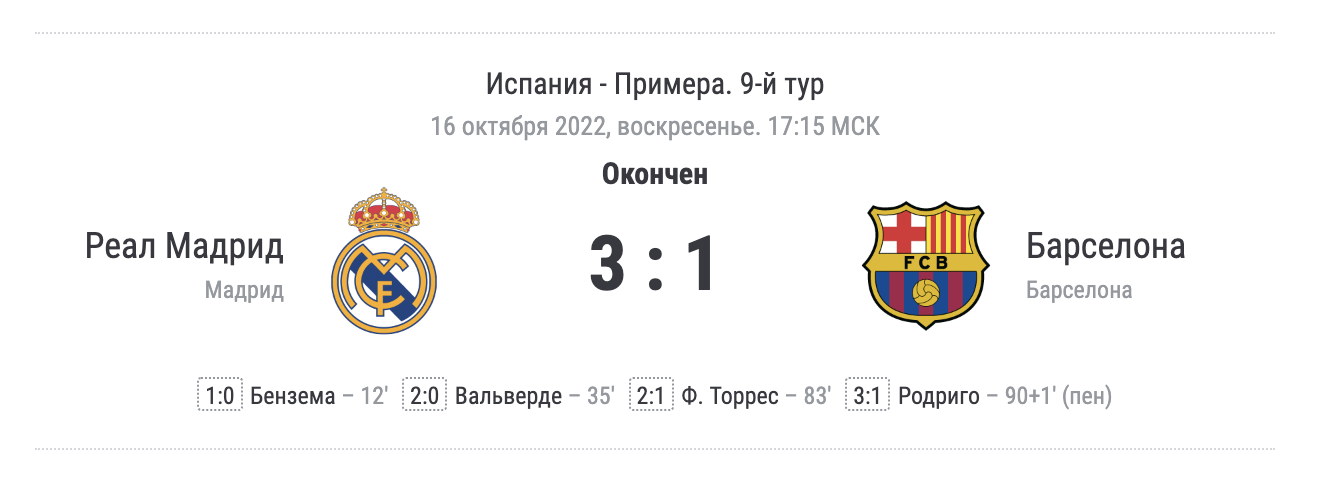 Испания - Примера. 9-й тур
16 октября 2022, воскресенье. 17:15 МСК
Окончен
Реал Мадрид
Мадрид
3 : 1
FCB
Барселона
Барселона
1:0 Бензема – 12' 2:0 Вальверде – 35' 2:1 Ф. Торрес – 83' 3:1 Родриго – 90+1' (пен)